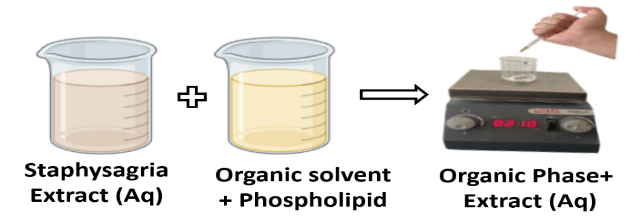 Staphysagria
Extract (Aq)
Organic solvent
+ Phospholipid
Organic Phase+
Extract (Aq)